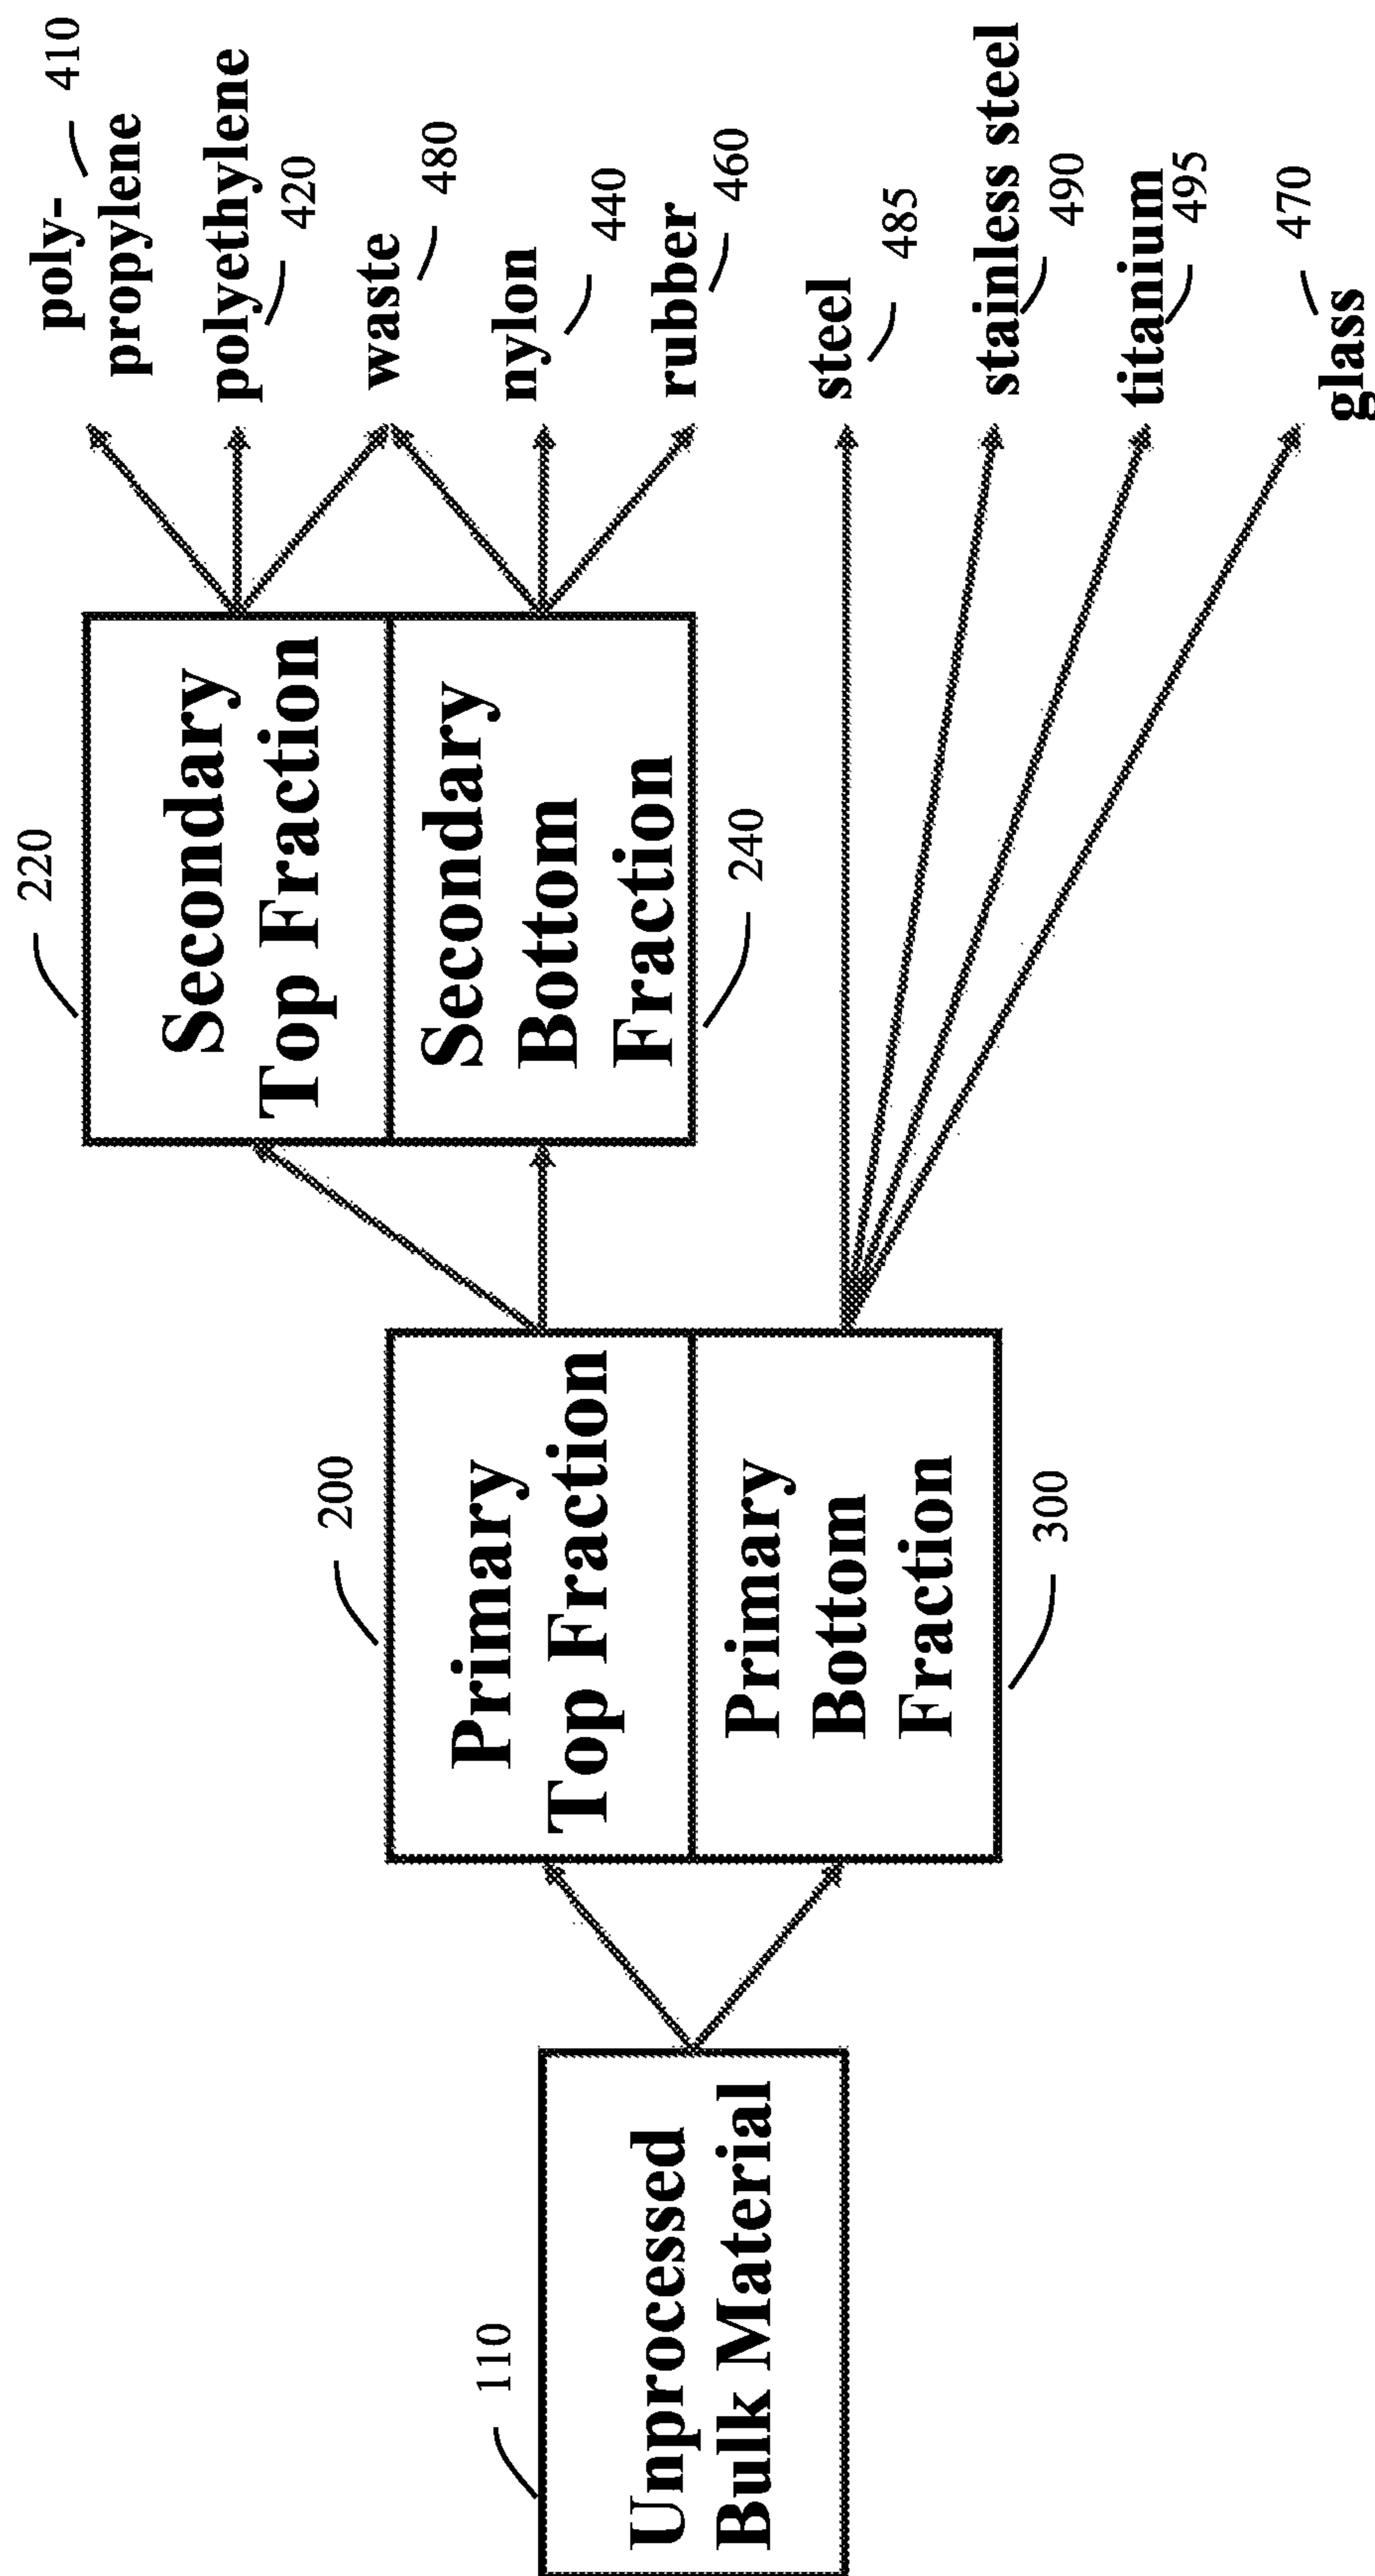 110
Unprocessed
Bulk Material
200
Primary
Top Fraction
Primary
Bottom
Fraction
300
220
Secondary
Top Fraction
Secondary
Bottom
Fraction
240
poly-
propylene
410
polyethylene
420
waste
480
nylon
440
rubber
460
steel
485
stainless steel
490
titanium
495
470
glass